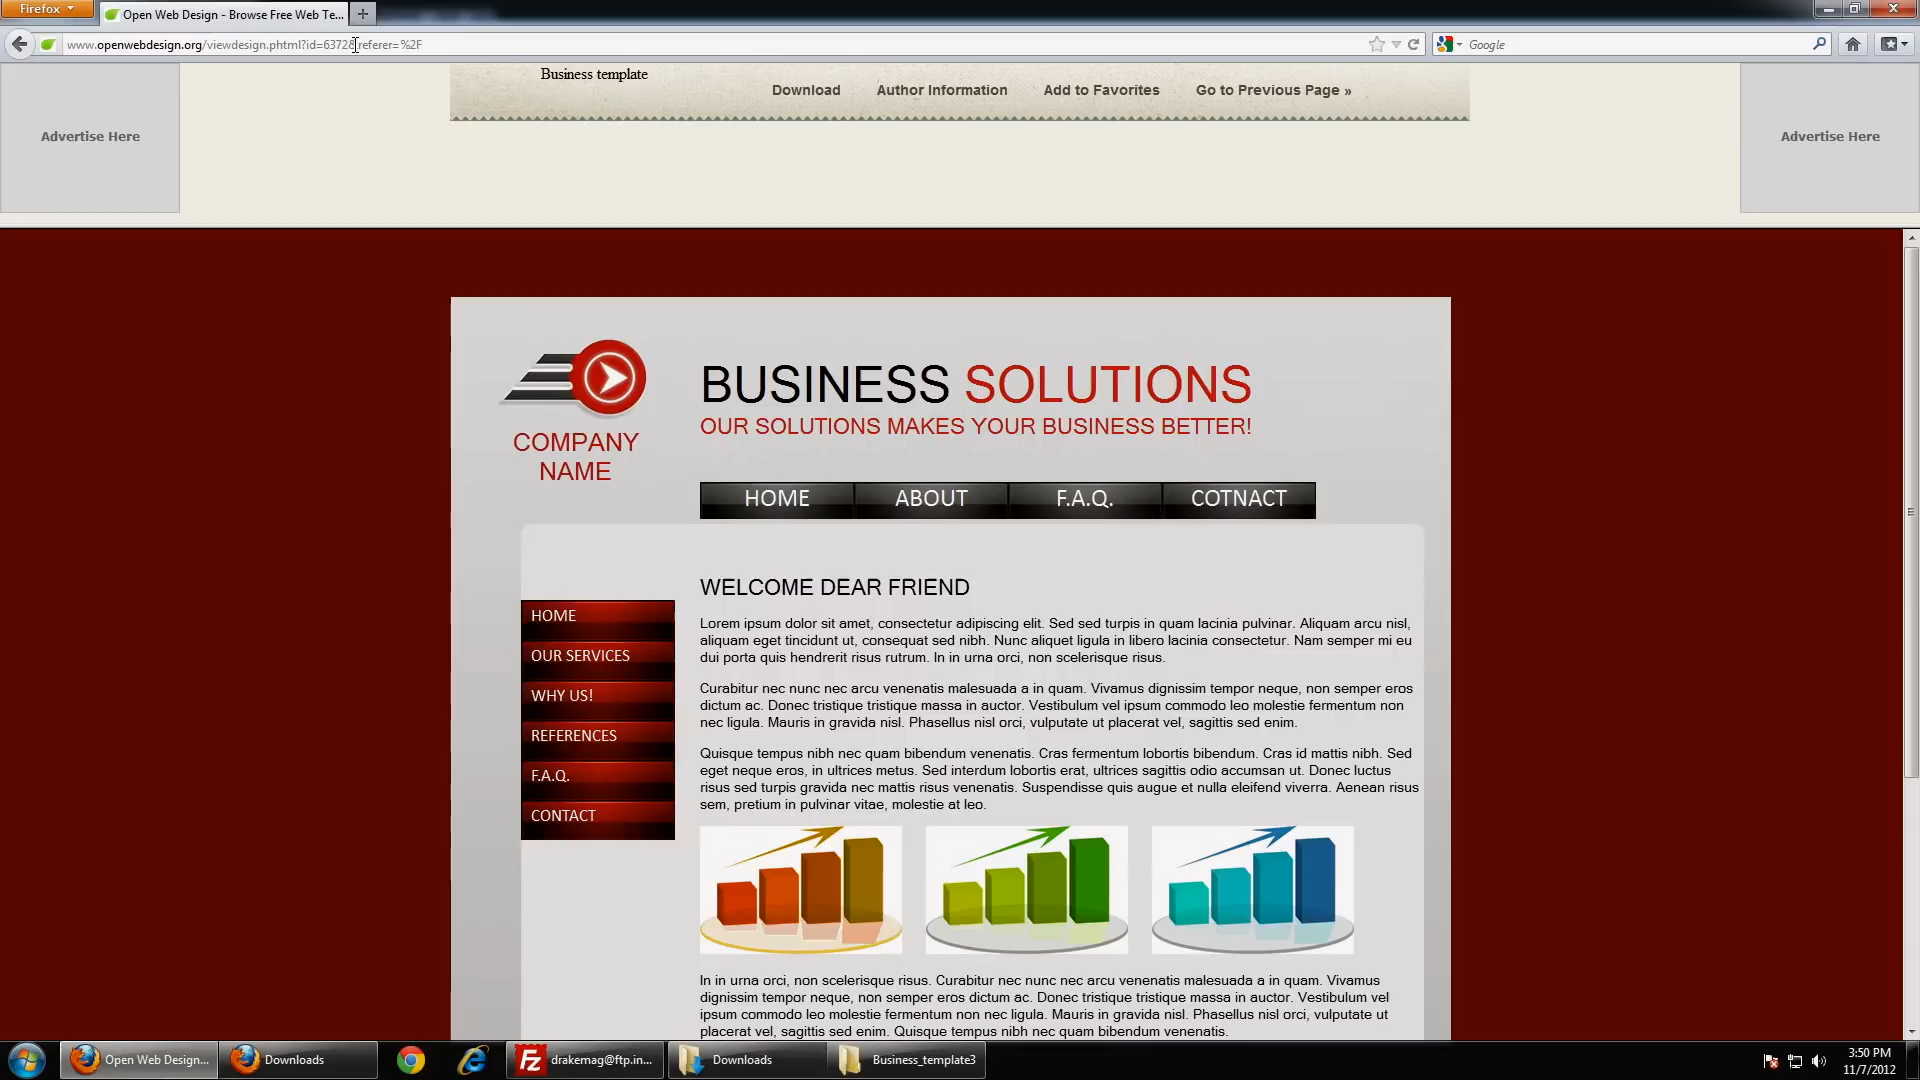 Firefox
Open Web Design - Browse Free Web Te...
www.openwebdesign.org/viewdesign.phtml?id=6372&referer=%2F
Google
Business template
Download
Author Information
Add to Favorites
Go to Previous Page »
Advertise Here
Advertise Here
COMPANY
NAME
BUSINESS SOLUTIONS
OUR SOLUTIONS MAKES YOUR BUSINESS BETTER!
HOME
ABOUT
F.A.Q.
COTNACT
HOME
OUR SERVICES
WHY US!
REFERENCES
F.A.Q.
CONTACT
WELCOME DEAR FRIEND
Lorem ipsum dolor sit amet, consectetur adipiscing elit. Sed sed turpis in quam lacinia pulvinar. Aliquam arcu nisl,
aliquam eget tincidunt ut, consequat sed nibh. Nunc aliquet ligula in libero lacinia consectetur. Nam semper mi eu
dui porta quis hendrerit risus rutrum. In in urna orci, non scelerisque risus.
Curabitur nec nunc nec arcu venenatis malesuada a in quam. Vivamus dignissim tempor neque, non semper eros
dictum ac. Donec tristique tristique massa in auctor. Vestibulum vel ipsum commodo leo molestie fermentum non
nec ligula. Mauris in gravida nisl. Phasellus nisl orci, vulputate ut placerat vel, sagittis sed enim.
Quisque tempus nibh nec quam bibendum venenatis. Cras fermentum lobortis bibendum. Cras id mattis nibh. Sed
eget neque eros, in ultrices metus. Sed interdum lobortis erat, ultrices sagittis odio accumsan ut. Donec luctus
risus sed turpis gravida nec mattis risus venenatis. Suspendisse quis augue et nulla eleifend viverra. Aenean risus
sem, pretium in pulvinar vitae, molestie at leo.
In in urna orci, non scelerisque risus. Curabitur nec nunc nec arcu venenatis malesuada a in quam. Vivamus
dignissim tempor neque, non semper eros dictum ac. Donec tristique tristique massa in auctor. Vestibulum vel
ipsum commodo leo molestie fermentum non nec ligula. Mauris in gravida nisl. Phasellus nisl orci, vulputate ut
placerat vel, sagittis sed enim. Quisque tempus nibh nec quam bibendum venenatis.
Open Web Design...
Downloads
drakemag@ftp.in...
Downloads
Business_template3
3:50 PM
11/7/2012